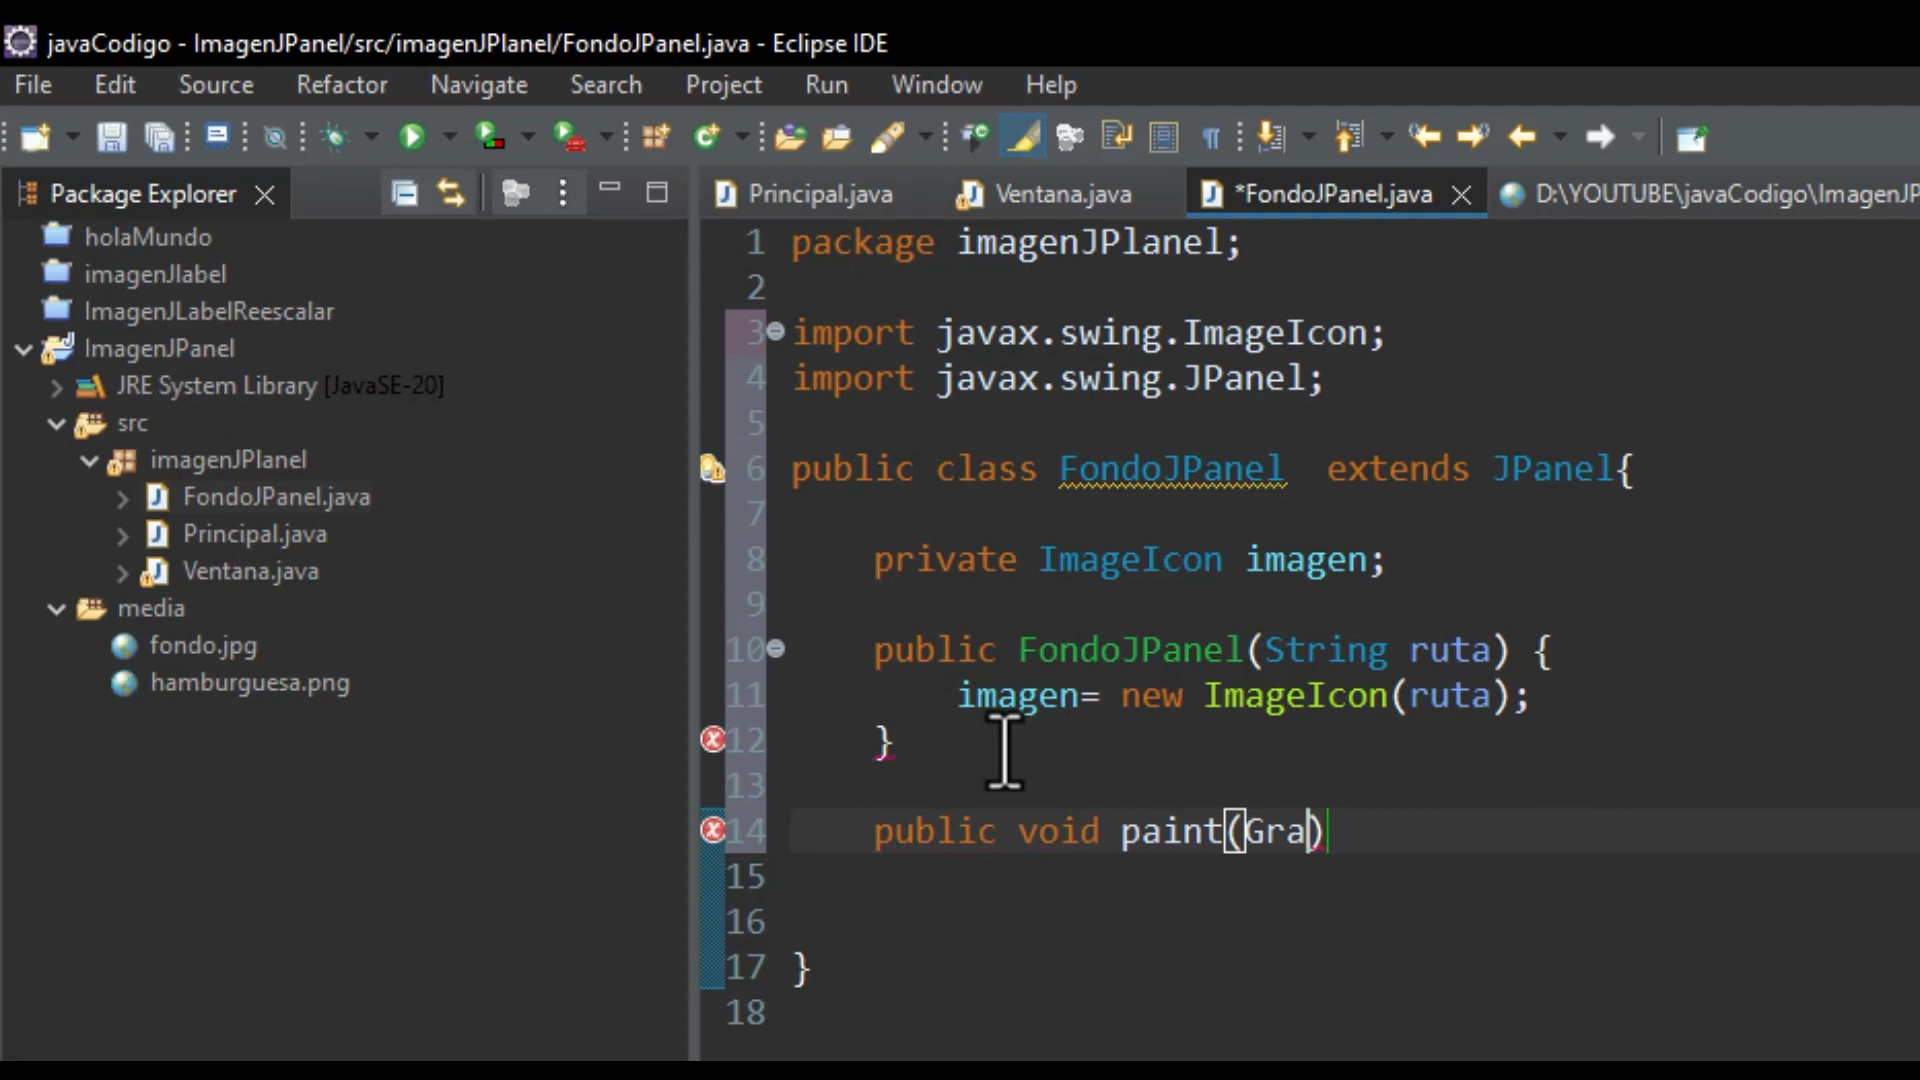 javaCodigo - ImagenJPanel/src/imagenJPlanel/FondoJPanel.java - Eclipse IDE
File Edit Source Refactor Navigate Search Project Run Window Help
Package Explorer
holaMundo
imagenJlabel
ImagenJLabelReescalar
ImagenJPanel
JRE System Library [JavaSE-20]
src
imagenJPlanel
FondoJPanel.java
Principal.java
Ventana.java
media
fondo.jpg
hamburguesa.png
Principal.java Ventana.java *FondoJPanel.java D:\YOUTUBE\javaCodigo\ImagenJP
1 package imagenJPlanel;
2
3 import javax.swing.ImageIcon;
4 import javax.swing.JPanel;
5
6 public class FondoJPanel  extends JPanel{
7
8 private ImageIcon imagen;
9
10 public FondoJPanel(String ruta) {
11 imagen= new ImageIcon(ruta);
12 }
13
14 public void paint(Gra)
15
16
17 }
18